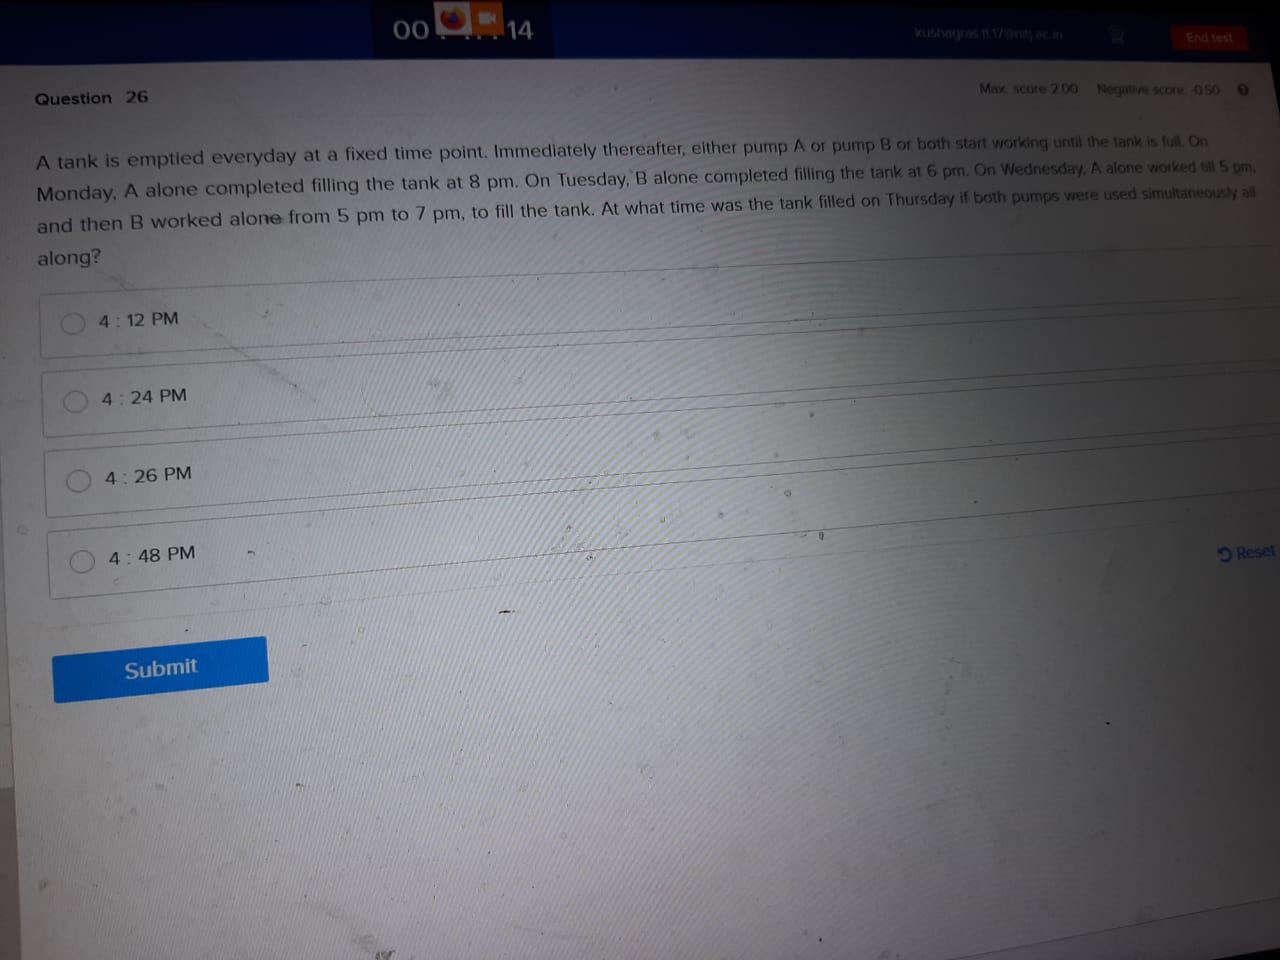 00 14
kushagras.tt.17@nitj.ac.in
End test
Question 26
Max. score 2.00 Negative score: -0.50
A tank is emptied everyday at a fixed time point. Immediately thereafter, either pump A or pump B or both start working until the tank is full. On
Monday, A alone completed filling the tank at 8 pm. On Tuesday, B alone completed filling the tank at 6 pm. On Wednesday, A alone worked till 5 pm,
and then B worked alone from 5 pm to 7 pm, to fill the tank. At what time was the tank filled on Thursday if both pumps were used simultaneously all
along?
4 : 12 PM
4 : 24 PM
4 : 26 PM
4 : 48 PM
Reset
Submit